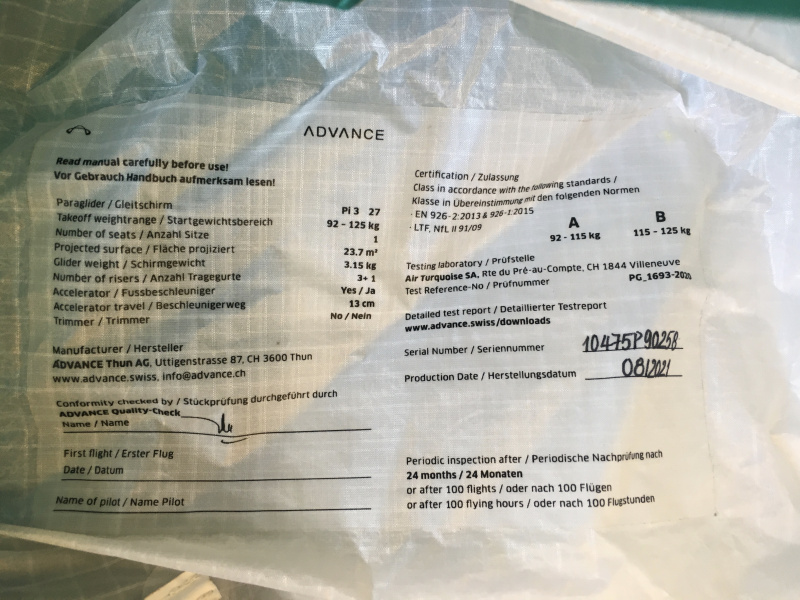 ADVANCE
Read manual carefully before use!
Vor Gebrauch Handbuch aufmerksam lesen!
Paraglider / Gleitschirm Pi 3 27
Takeoff weightrange / Startgewichtsbereich 92 - 125 kg
Number of seats / Anzahl Sitze 1
Projected surface / Fläche projiziert 23.7 m²
Glider weight / Schirmgewicht 3.15 kg
Number of risers / Anzahl Tragegurte 3+ 1
Accelerator / Fussbeschleuniger Yes / Ja
Accelerator travel / Beschleunigerweg 13 cm
Trimmer / Trimmer No / Nein
Manufacturer / Hersteller
ADVANCE Thun AG, Uttigenstrasse 87, CH 3600 Thun
www.advance.swiss, info@advance.ch
Conformity checked by / Stückprüfung durchgeführt durch
ADVANCE Quality-Check
Name / Name
First flight / Erster Flug
Date / Datum
Name of pilot / Name Pilot
Certification / Zulassung
Class in accordance with the following standards /
Klasse in Übereinstimmung mit den folgenden Normen
· EN 926-2:2013 & 926-1:2015
· LTF, NfL II 91/09
A B
92 - 115 kg 115 - 125 kg
Testing laboratory / Prüfstelle
Air Turquoise SA, Rte du Pré-au-Compte, CH 1844 Villeneuve
Test Reference-No / Prüfnummer PG_1693-2020
Detailed test report / Detaillierter Testreport
www.advance.swiss/downloads
Serial Number / Seriennummer 10475P90258
Production Date / Herstellungsdatum 08/2021
Periodic inspection after / Periodische Nachprüfung nach
24 months / 24 Monaten
or after 100 flights / oder nach 100 Flügen
or after 100 flying hours / oder nach 100 Flugstunden